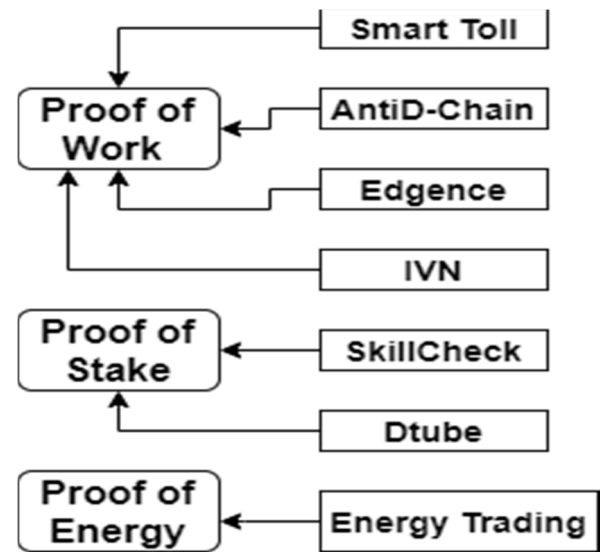 Smart Toll
Proof of
Work
AntiD-Chain
Edgence
IVN
Proof of
Stake
SkillCheck
Dtube
Proof of
Energy
Energy Trading